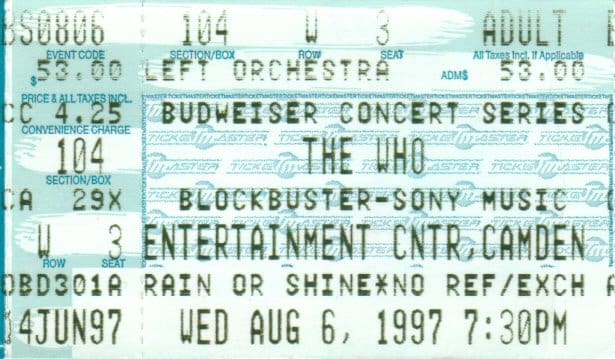 BS0806 104 W 3 ADULT
EVENT CODE SECTION/BOX ROW SEAT All Taxes Incl. If Applicable
$ 53.00 LEFT ORCHESTRA ADM$ 53.00
PRICE & ALL TAXES INCL.
CC 4.25 BUDWEISER CONCERT SERIES
CONVENIENCE CHARGE
104 THE WHO
SECTION/BOX
CA 29X BLOCKBUSTER-SONY MUSIC
W 3 ENTERTAINMENT CNTR,CAMDEN
ROW SEAT
OBD301A RAIN OR SHINE*NO REF/EXCH
4JUN97 WED AUG 6, 1997 7:30PM
TICKETMASTER